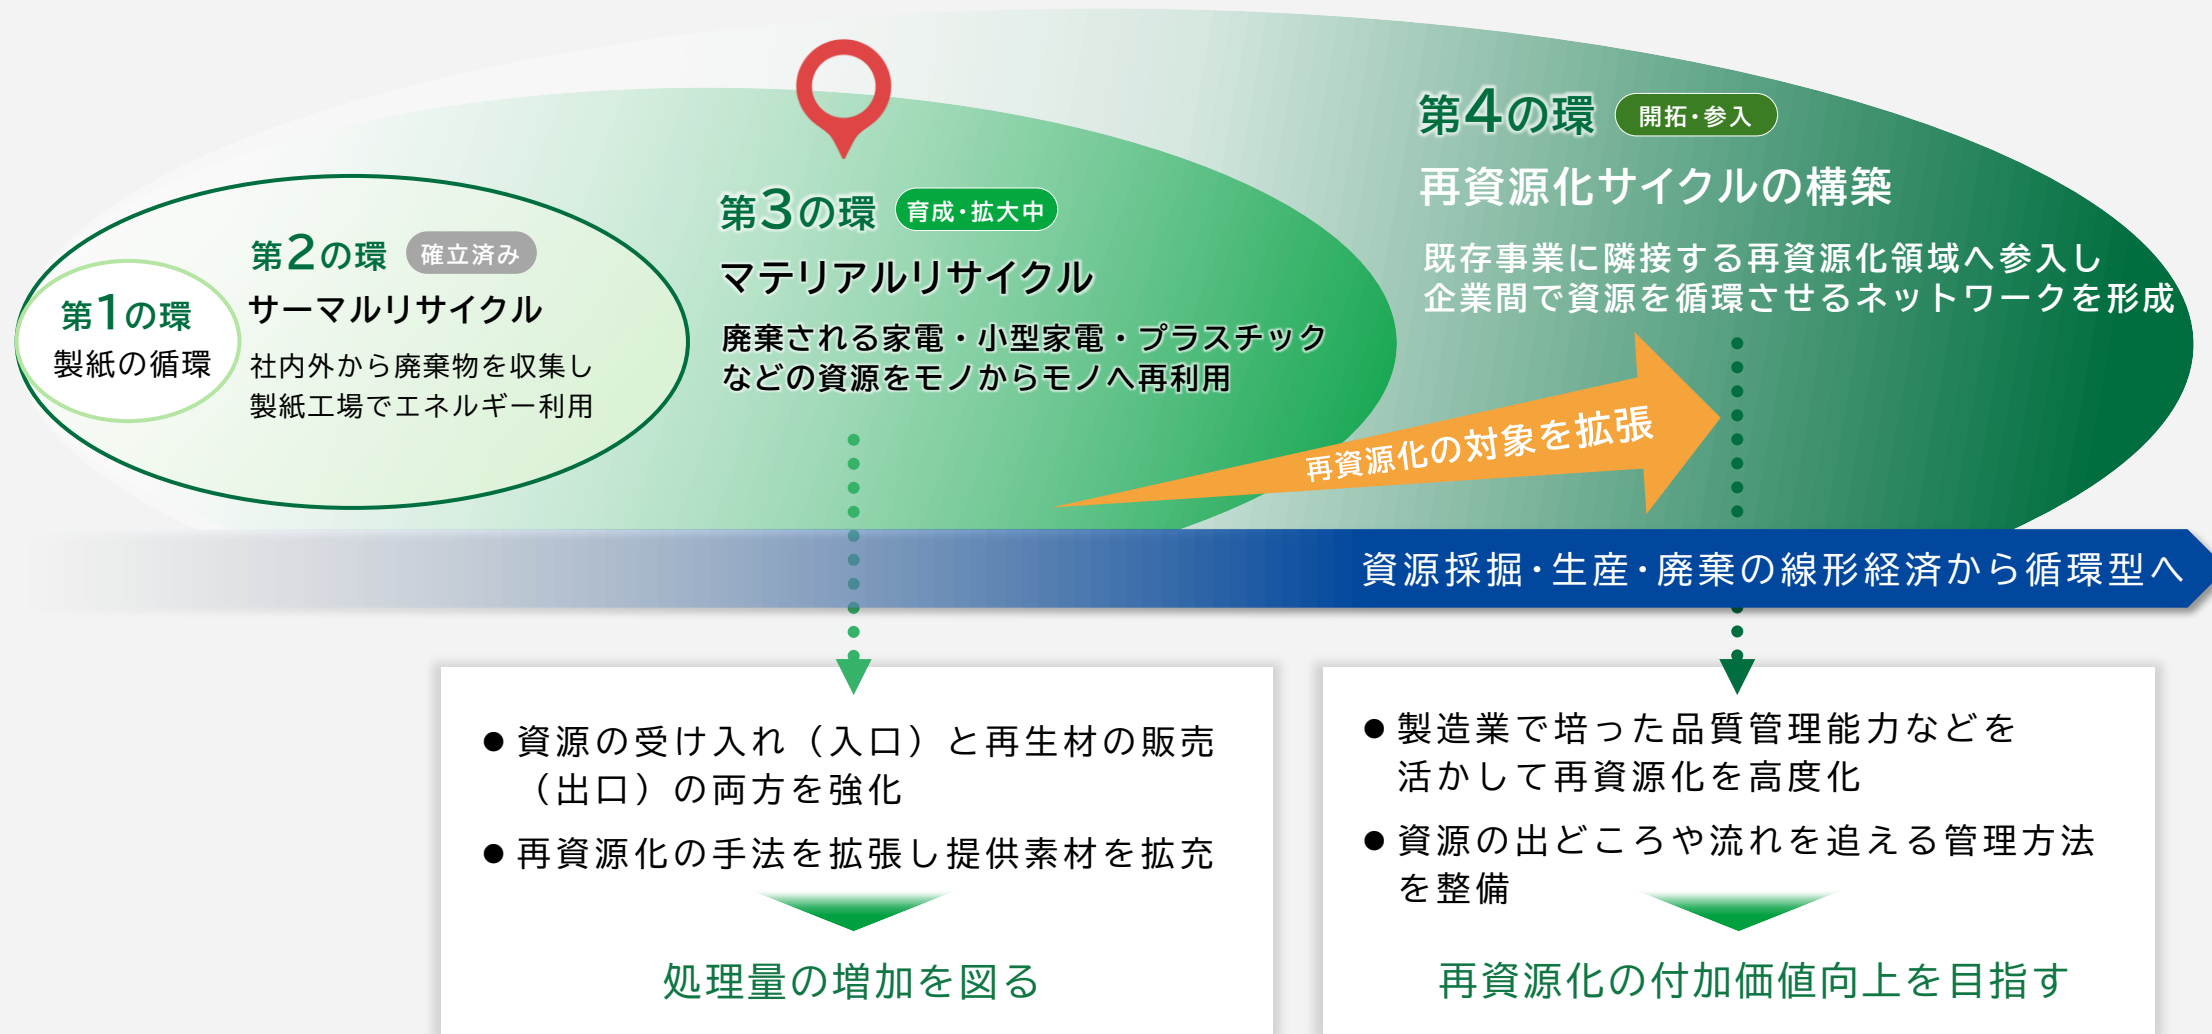 第1の環
製紙の循環
第2の環 確立済み
サーマルリサイクル
社内外から廃棄物を収集し
製紙工場でエネルギー利用
第3の環 育成・拡大中
マテリアルリサイクル
廃棄される家電・小型家電・プラスチック
などの資源をモノからモノへ再利用
第4の環 開拓・参入
再資源化サイクルの構築
既存事業に隣接する再資源化領域へ参入し
企業間で資源を循環させるネットワークを形成
再資源化の対象を拡張
資源採掘・生産・廃棄の線形経済から循環型へ
● 資源の受け入れ（入口）と再生材の販売
（出口）の両方を強化
● 再資源化の手法を拡張し提供素材を拡充
処理量の増加を図る
● 製造業で培った品質管理能力などを
活かして再資源化を高度化
● 資源の出どころや流れを追える管理方法
を整備
再資源化の付加価値向上を目指す